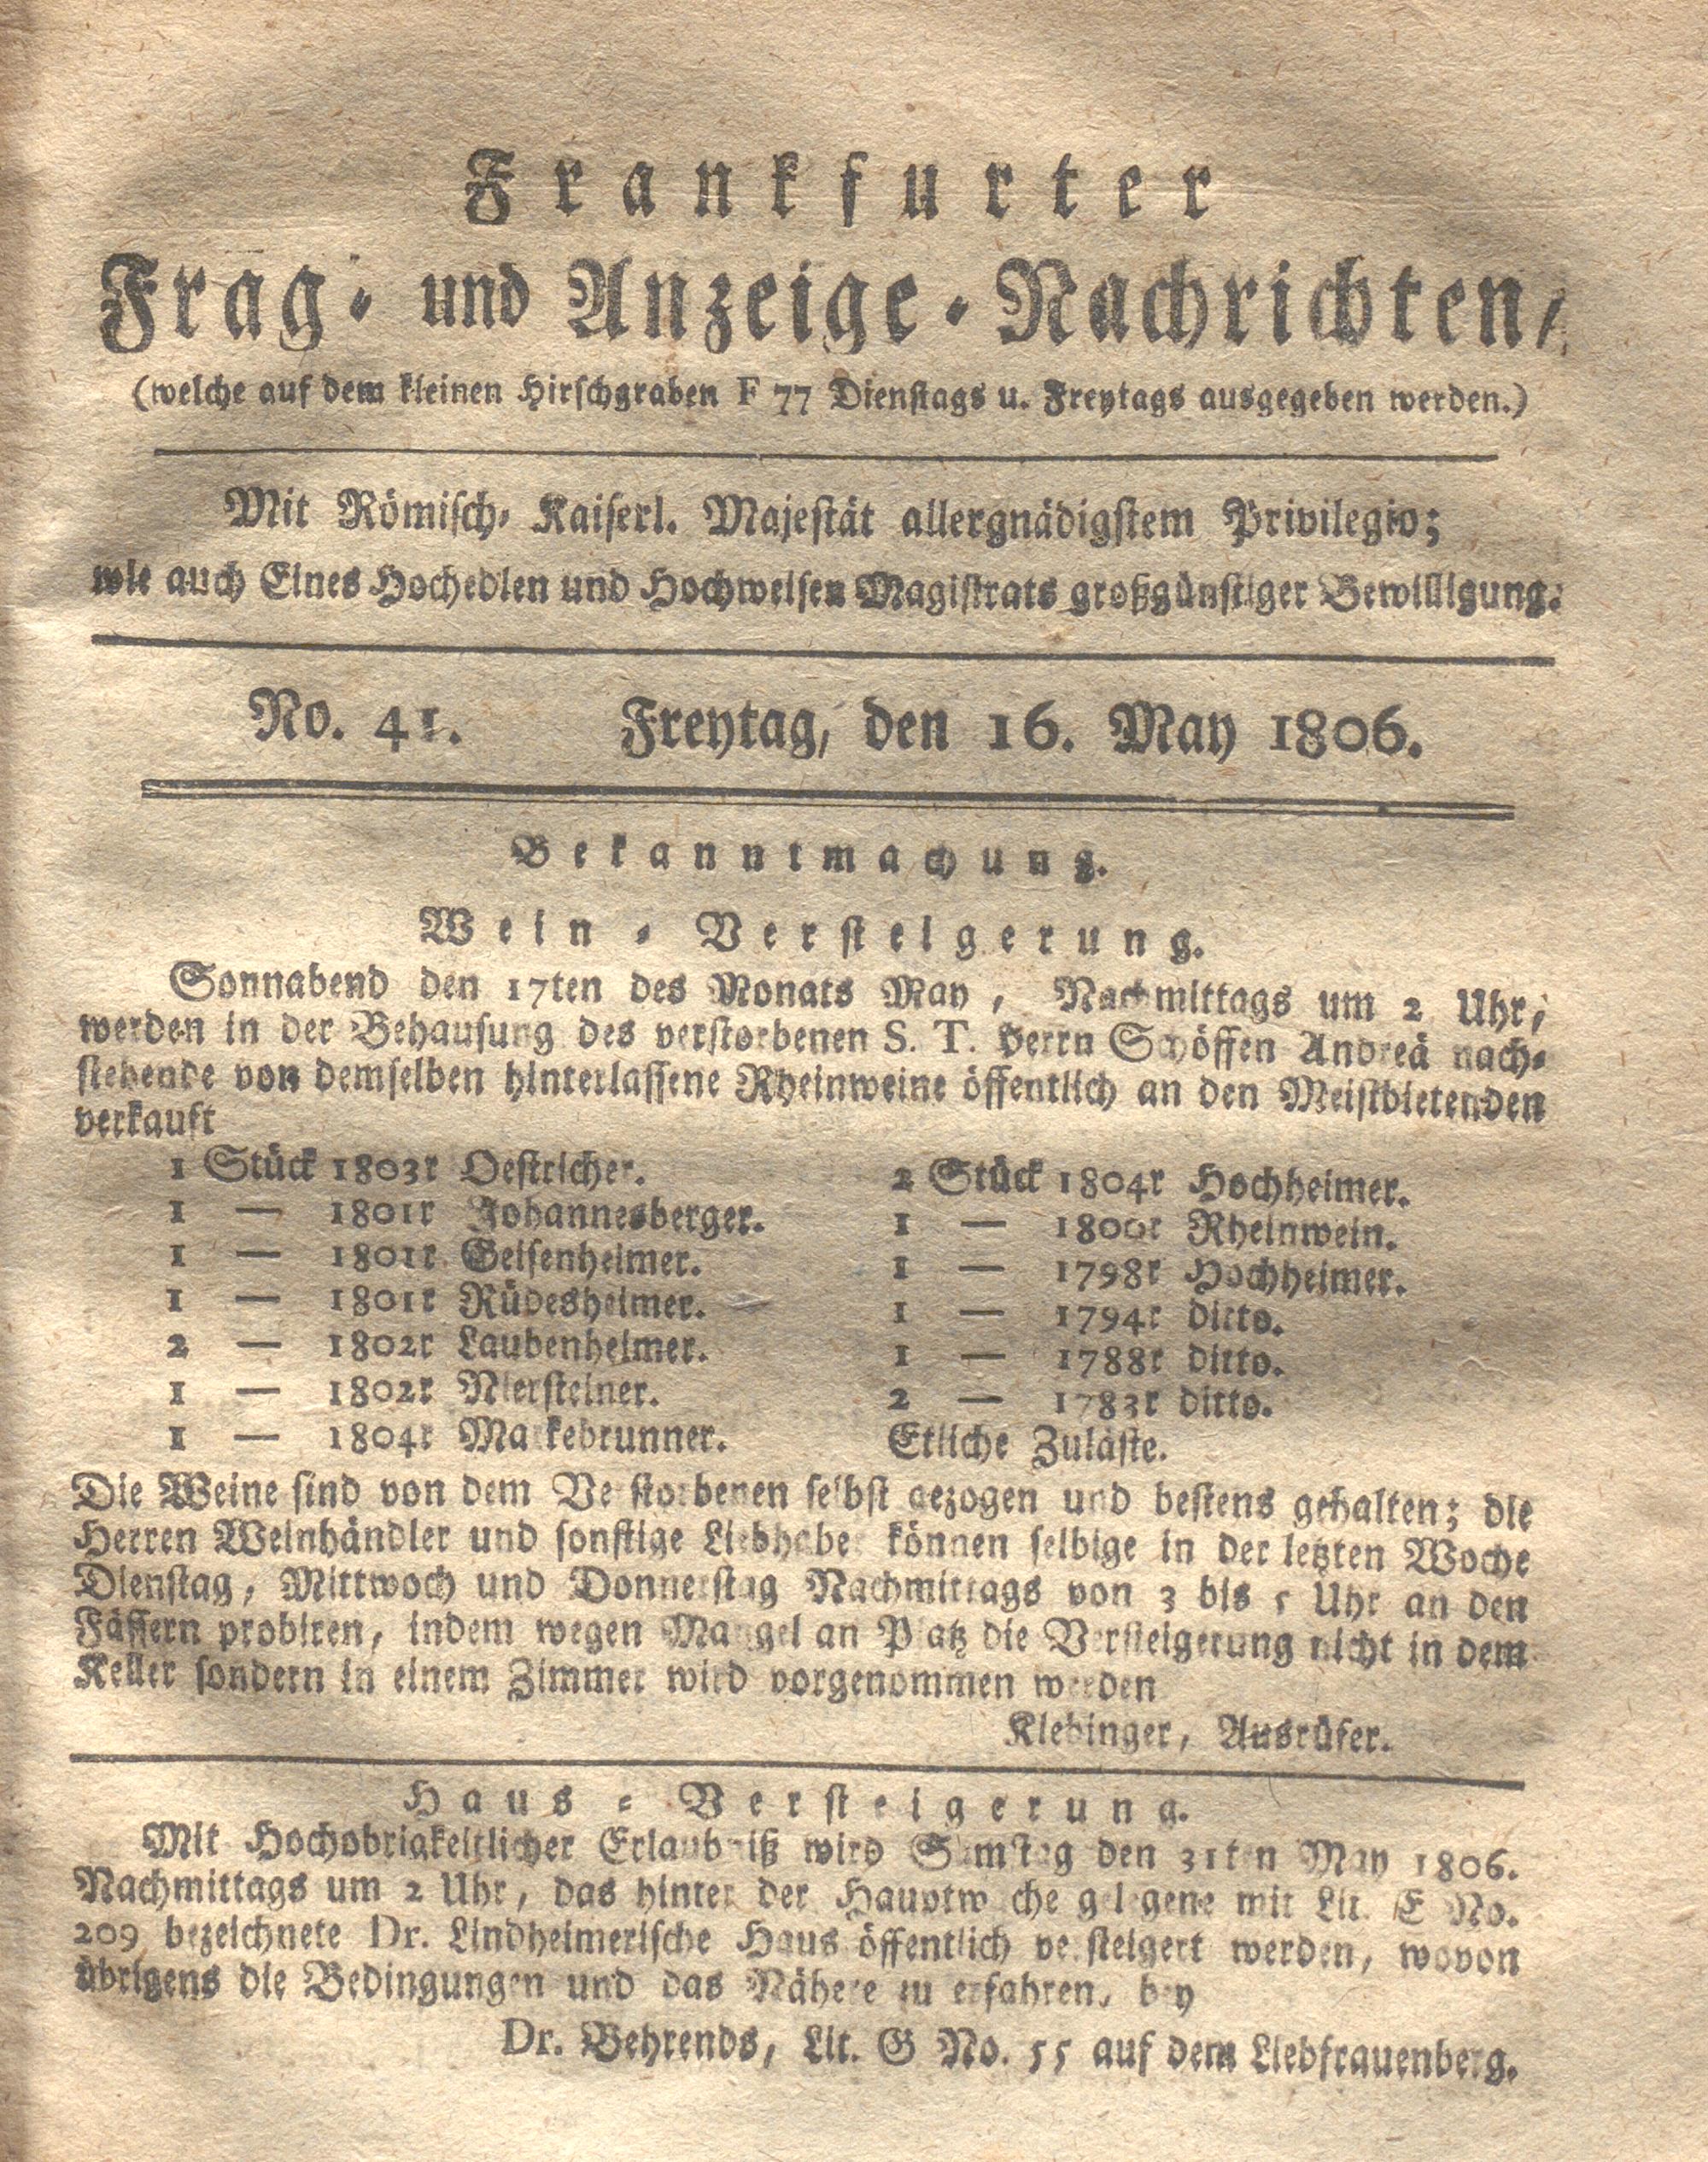 Frankfurter
Frag- und Anzeige-Nachrichten,
(welche auf dem kleinen Hirschgraben F 77 Dienstags u. Freytags ausgegeben werden.)
Mit Römisch- Kaiserl. Majestät allergnädigstem Privilegio;
wie auch Eines Hochedlen und Hochweisen Magistrats großgünstiger Bewilligung.
No. 41. Freytag, den 16. May 1806.
Bekanntmachung.
Wein-Versteigerung.
Sonnabend den 17ten des Monats May, Nachmittags um 2 Uhr,
werden in der Behausung des verstorbenen S. T. Herrn Schöffen Andreä nach-
stehende von demselben hinterlassene Rheinweine öffentlich an den Meistbietenden
verkauft
1 Stück 1803r Oestricher.
1 — 1801r Johannesberger.
1 — 1801r Geisenheimer.
1 — 1801r Rüdesheimer.
2 — 1802r Laubenheimer.
1 — 1802r Niersteiner.
1 — 1804r Markebrunner.
2 Stück 1804r Hochheimer.
1 — 1800r Rheinwein.
1 — 1798r Hochheimer.
1 — 1794r ditto.
1 — 1788r ditto.
2 — 1783r ditto.
Etliche Zuläste.
Die Weine sind von dem Verstorbenen selbst gezogen und bestens gehalten; die
Herren Weinhändler und sonstige Liebhaber können selbige in der letzten Woche
Dienstag, Mittwoch und Donnerstag Nachmittags von 3 bis 5 Uhr an den
Fässern probiren, indem wegen Mangel an Platz die Versteigerung nicht in dem
Keller sondern in einem Zimmer wird vorgenommen werden
Klebinger, Ausrüfer.
Haus-Versteigerung.
Mit Hochobrigkeitlicher Erlaubniß wird Samstag den 31ten May 1806.
Nachmittags um 2 Uhr, das hinter der Hauptwache gelegene mit Lit. E No.
209 bezeichnete Dr. Lindheimerische Haus öffentlich versteigert werden, wovon
übrigens die Bedingungen und das Nähere zu erfahren, bey
Dr. Behrends, Lit. G No. 55 auf dem Liebfrauenberg.